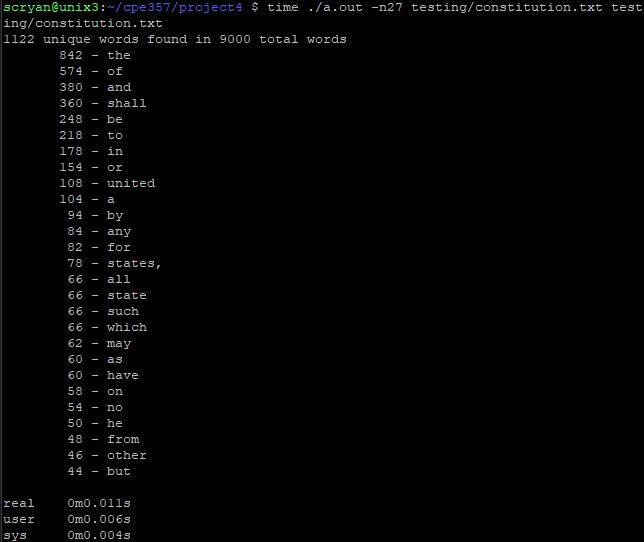 scryan@unix3:~/cpe357/project4 $ time ./a.out -n27 testing/constitution.txt test
ing/constitution.txt
1122 unique words found in 9000 total words
842 - the
574 - of
380 - and
360 - shall
248 - be
218 - to
178 - in
154 - or
108 - united
104 - a
94 - by
84 - any
82 - for
78 - states,
66 - all
66 - state
66 - such
66 - which
62 - may
60 - as
60 - have
58 - on
54 - no
50 - he
48 - from
46 - other
44 - but
real 0m0.011s
user 0m0.006s
sys 0m0.004s